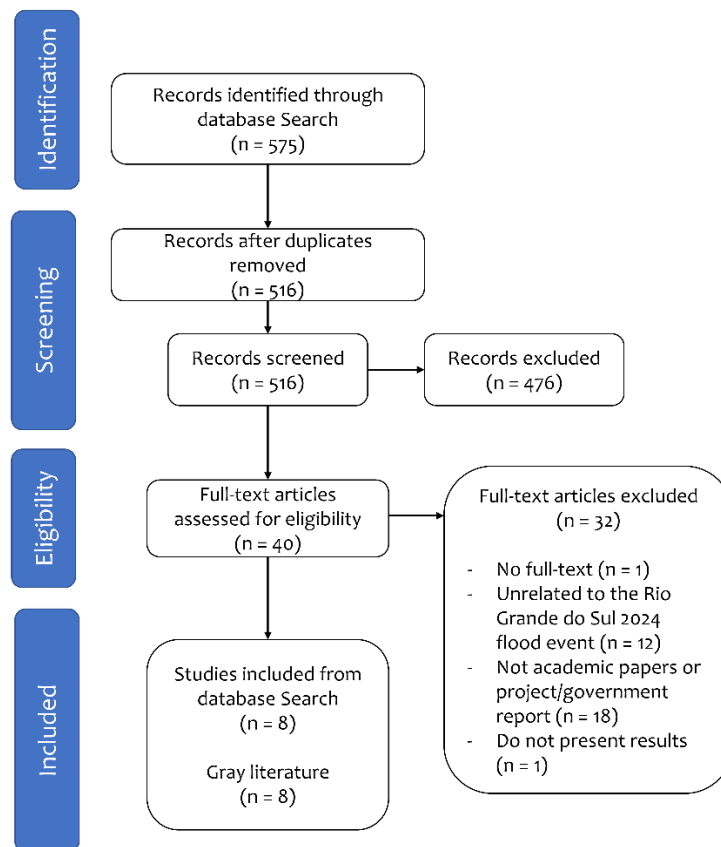 Identification
Records identified through
database Search
(n = 575)
Screening
Records after duplicates
removed
(n = 516)
Records screened
(n = 516)
Records excluded
(n = 476)
Eligibility
Full-text articles
assessed for eligibility
(n = 40)
Full-text articles excluded
(n = 32)
- No full-text (n = 1)
- Unrelated to the Rio
Grande do Sul 2024
flood event (n = 12)
- Not academic papers or
project/government
report (n = 18)
- Do not present results
(n = 1)
Included
Studies included from
database Search
(n = 8)
Gray literature
(n = 8)